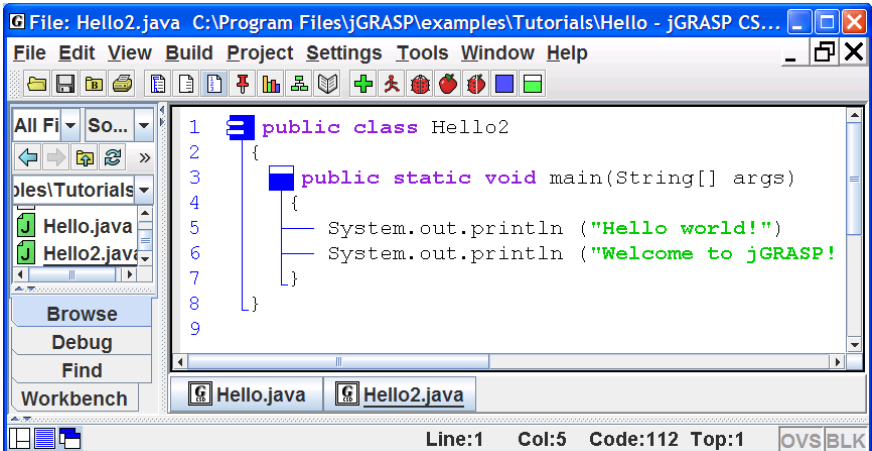 File: Hello2.java C:\Program Files\jGRASP\examples\Tutorials\Hello - jGRASP CS...
File Edit View Build Project Settings Tools Window Help
All Fi So...
»
ples\Tutorials
Hello.java
Hello2.java
Browse
Debug
Find
Workbench
1 public class Hello2
2 {
3 public static void main(String[] args)
4 {
5 System.out.println ("Hello world!")
6 System.out.println ("Welcome to jGRASP!
7 }
8 }
9
Hello.java Hello2.java
Line:1 Col:5 Code:112 Top:1 OVS BLK